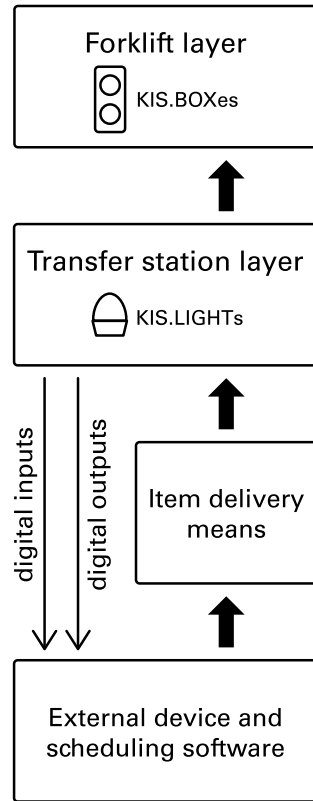 Forklift layer
KIS.BOXes
Transfer station layer
KIS.LIGHTs
digital inputs
digital outputs
Item delivery
means
External device and
scheduling software